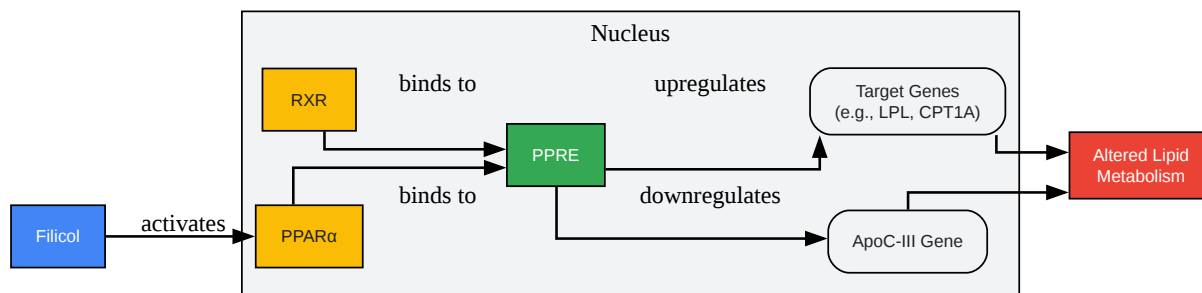 Nucleus
binds to
upregulates
RXR
Target Genes
(e.g., LPL, CPT1A)
PPRE
Altered Lipid
Metabolism
binds to
downregulates
Filicol
activates
PPARα
ApoC-III Gene